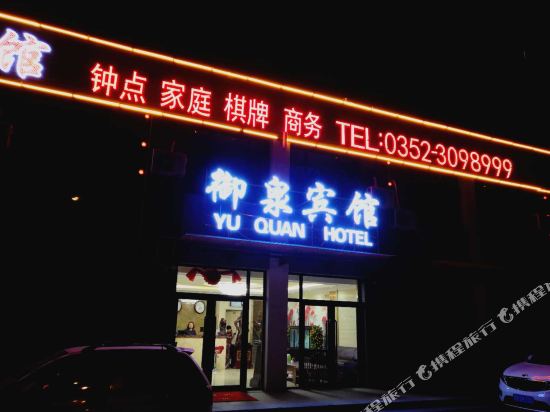 馆
钟点 家庭 棋牌 商务 TEL:0352-3098999
御泉宾馆
YU QUAN HOTEL
携程旅行
携程旅行